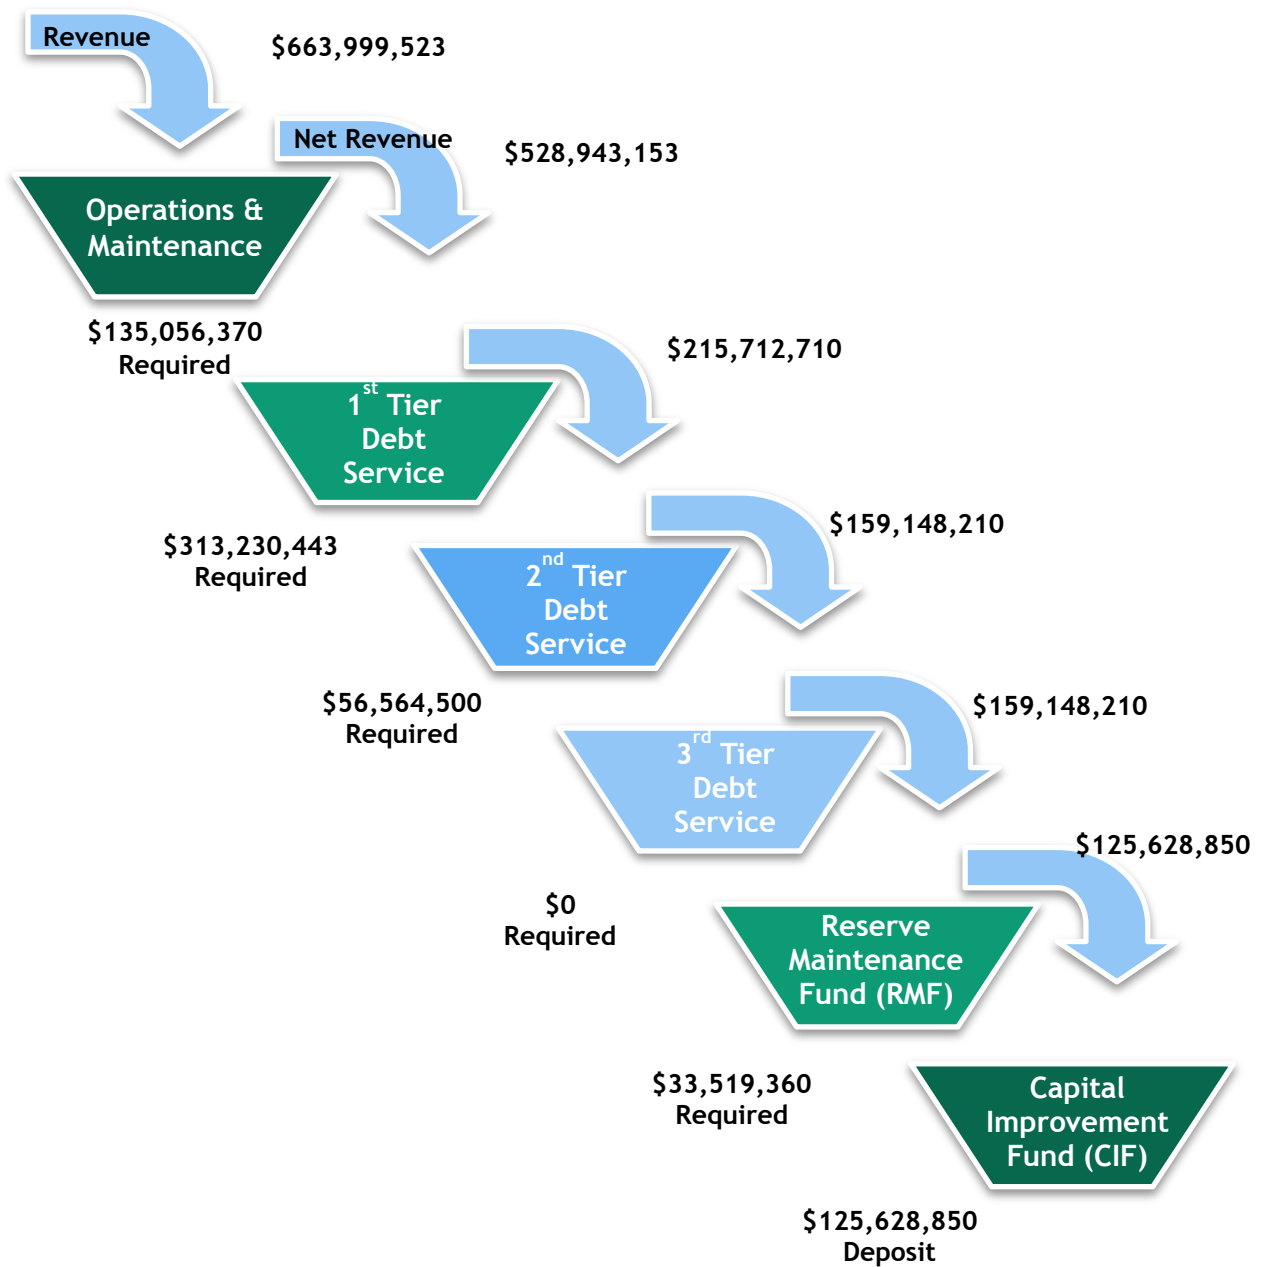 Revenue
$663,999,523
Net Revenue
$528,943,153
Operations &
Maintenance
$135,056,370
Required
$215,712,710
1st Tier
Debt
Service
$313,230,443
Required
$159,148,210
2nd Tier
Debt
Service
$56,564,500
Required
$159,148,210
3rd Tier
Debt
Service
$0
Required
$125,628,850
Reserve
Maintenance
Fund (RMF)
$33,519,360
Required
Capital
Improvement
Fund (CIF)
$125,628,850
Deposit